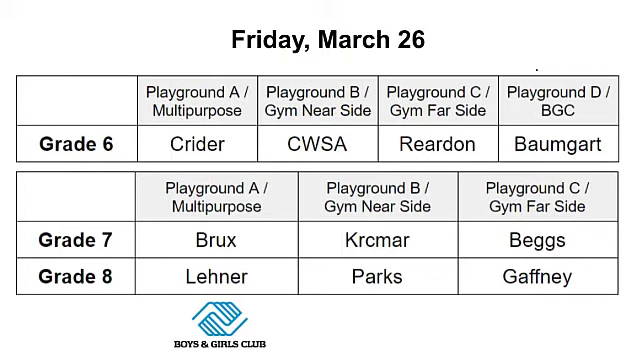 Friday, March 26
Playground A / Playground B / Playground C / Playground D /
Multipurpose Gym Near Side Gym Far Side BGC
Grade 6 Crider CWSA Reardon Baumgart
Playground A / Playground B / Playground C /
Multipurpose Gym Near Side Gym Far Side
Grade 7 Brux Krcmar Beggs
Grade 8 Lehner Parks Gaffney
BOYS & GIRLS CLUB